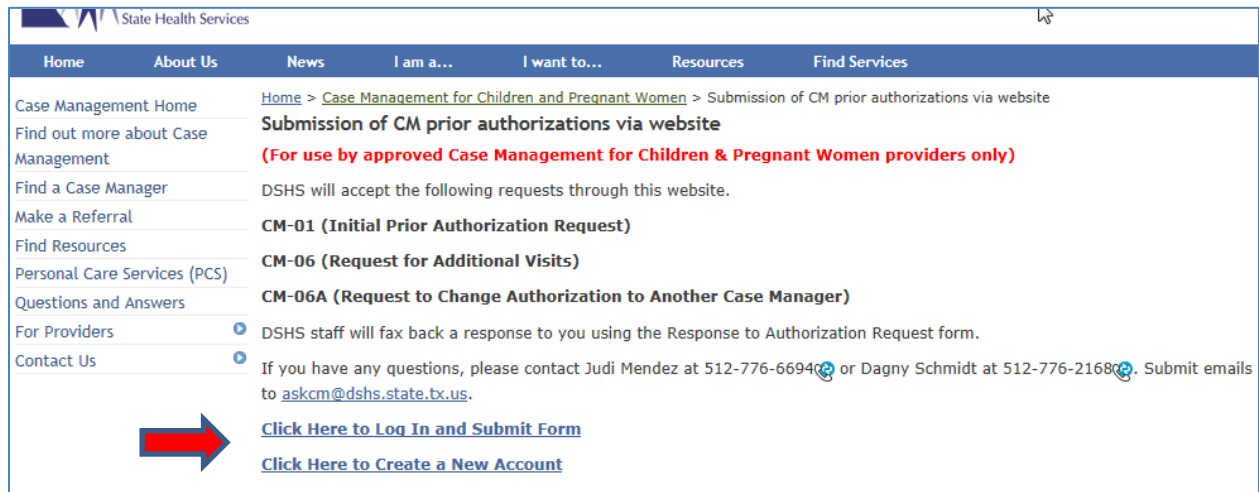 State Health Services
Home About Us News I am a... I want to... Resources Find Services
Case Management Home
Find out more about Case
Management
Find a Case Manager
Make a Referral
Find Resources
Personal Care Services (PCS)
Questions and Answers
For Providers
Contact Us
Home > Case Management for Children and Pregnant Women > Submission of CM prior authorizations via website
Submission of CM prior authorizations via website
(For use by approved Case Management for Children & Pregnant Women providers only)
DSHS will accept the following requests through this website.
CM-01 (Initial Prior Authorization Request)
CM-06 (Request for Additional Visits)
CM-06A (Request to Change Authorization to Another Case Manager)
DSHS staff will fax back a response to you using the Response to Authorization Request form.
If you have any questions, please contact Judi Mendez at 512-776-6694 or Dagny Schmidt at 512-776-2168. Submit emails
to askcm@dshs.state.tx.us.
Click Here to Log In and Submit Form
Click Here to Create a New Account